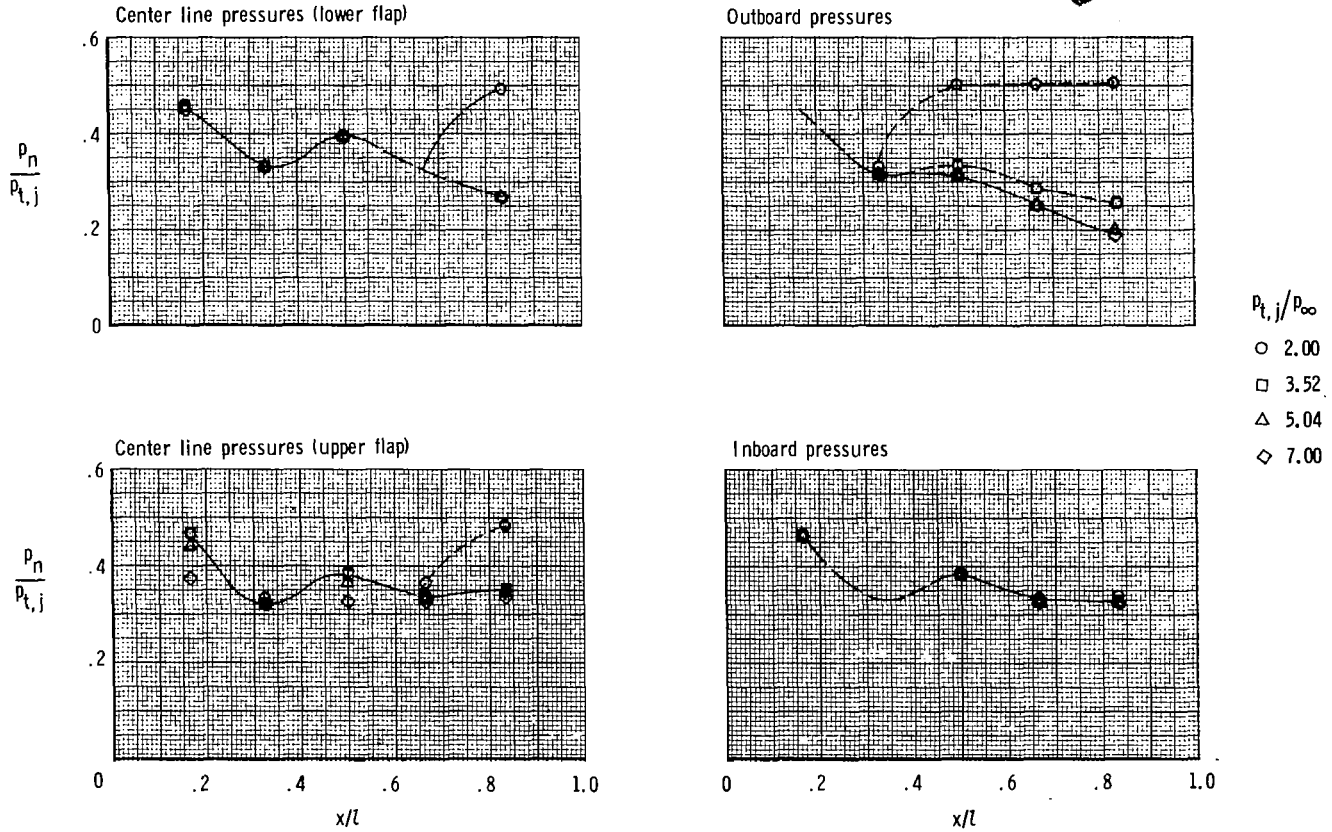 Center line pressures (lower flap)
.6
.4
.2
0
p_n
p_t,j
Outboard pressures
p_t,j/p_∞
○ 2.00
□ 3.52
△ 5.04
◇ 7.00
Center line pressures (upper flap)
.6
.4
.2
0
p_n
p_t,j
0 .2 .4 .6 .8 1.0
x/l
Inboard pressures
0 .2 .4 .6 .8 1.0
x/l